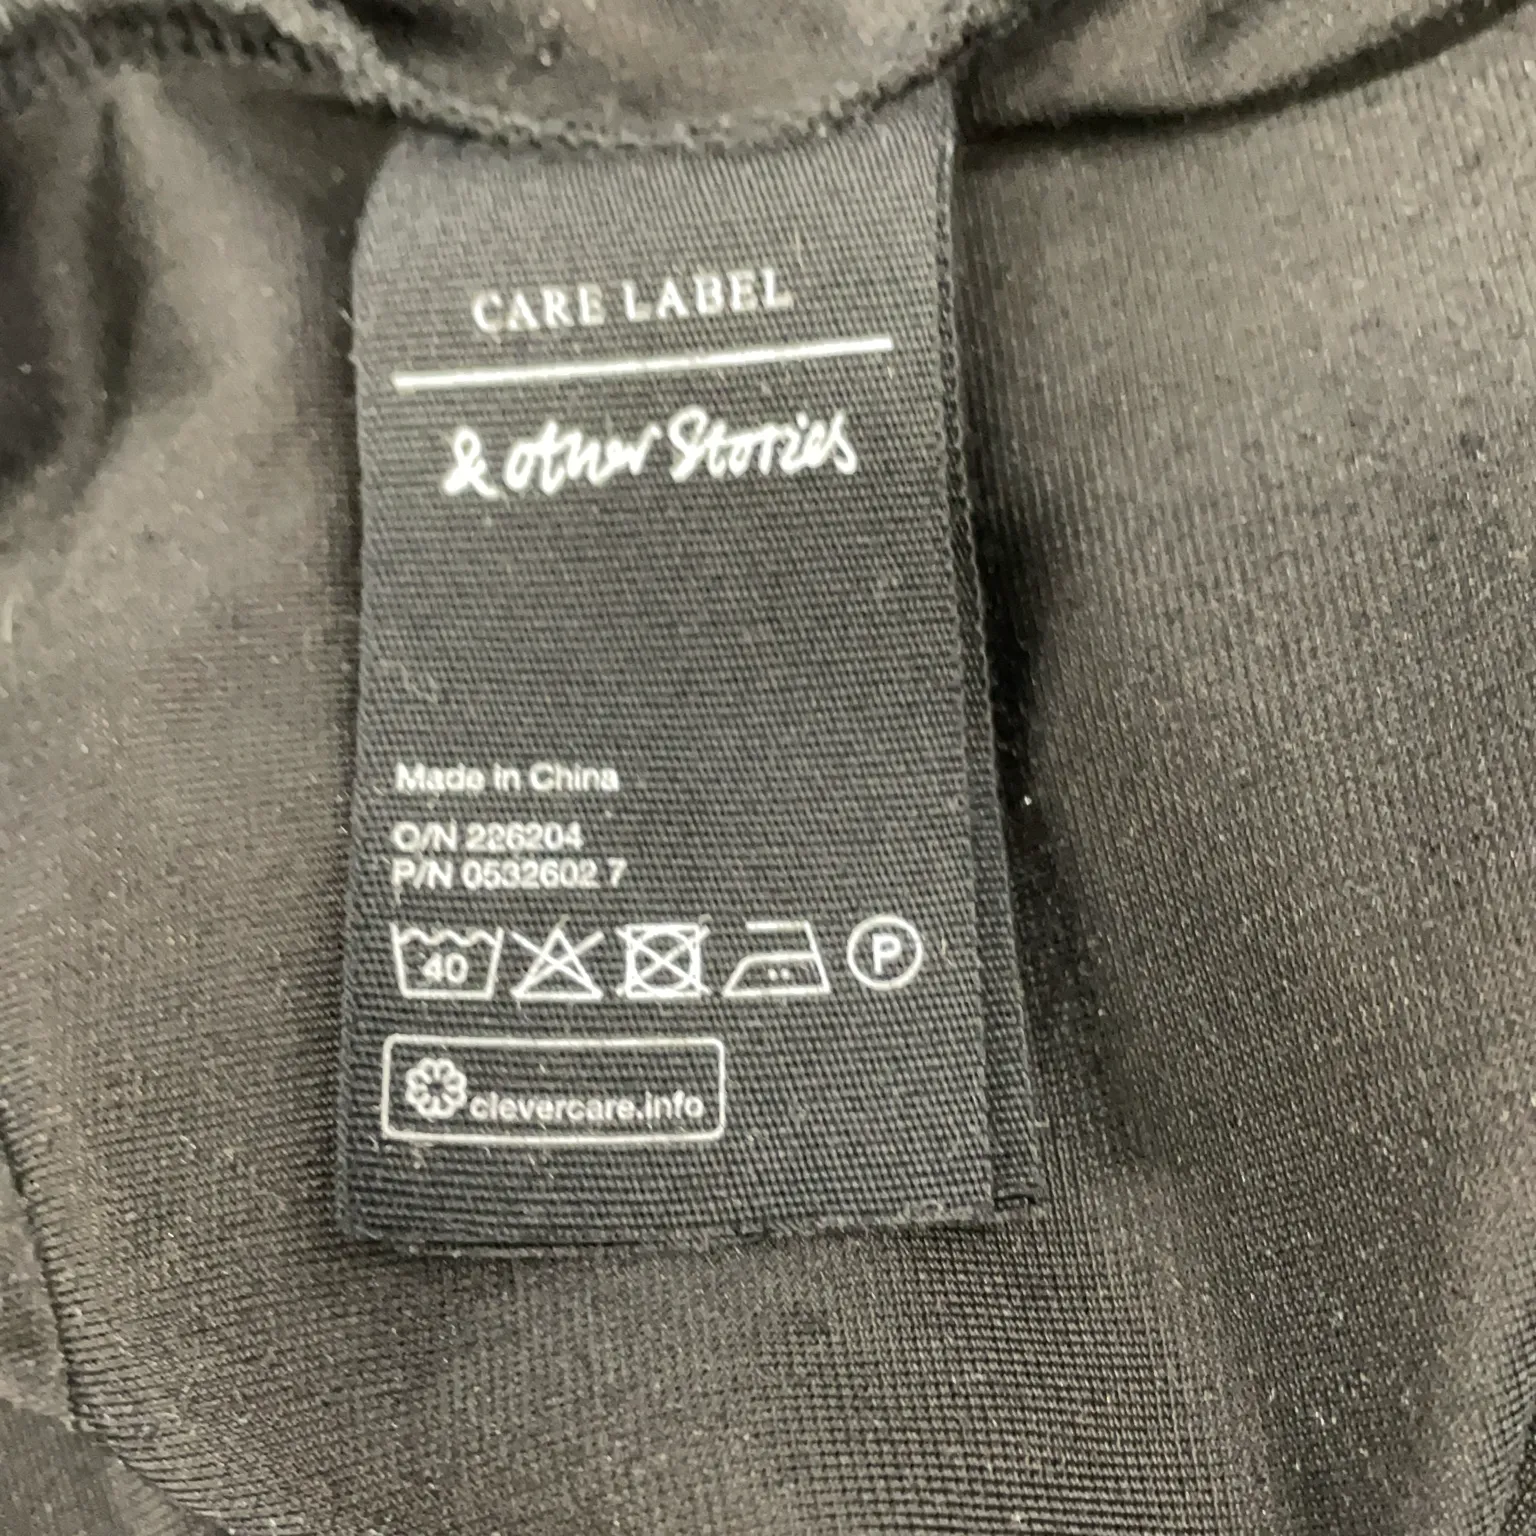 CARE LABEL
& other Stories
Made in China
O/N 226204
P/N 0532602 7
40
P
clevercare.info